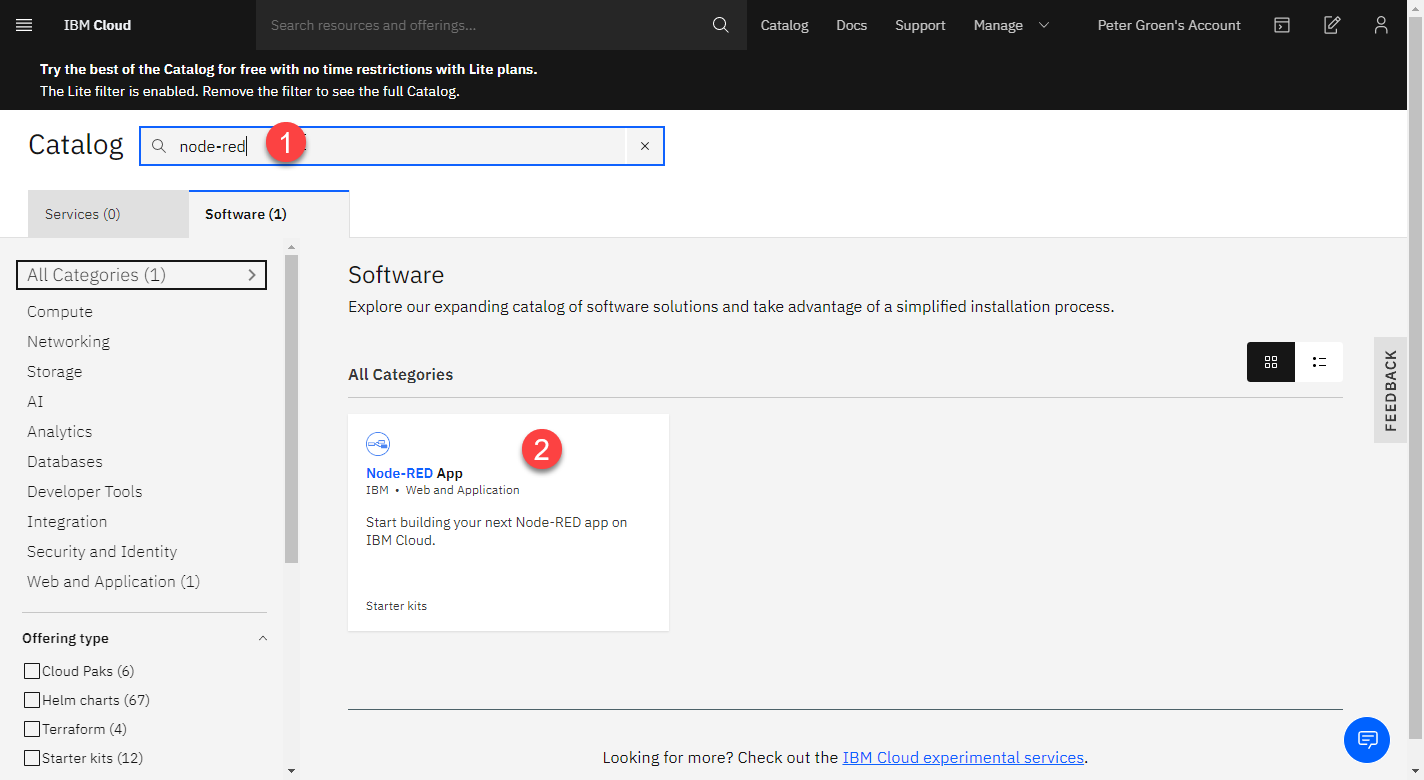 IBM Cloud
Search resources and offerings...
Catalog
Docs
Support
Manage
Peter Groen's Account
Try the best of the Catalog for free with no time restrictions with Lite plans.
The Lite filter is enabled. Remove the filter to see the full Catalog.
Catalog
node-red
1
Services (0)
Software (1)
All Categories (1)
Compute
Networking
Storage
AI
Analytics
Databases
Developer Tools
Integration
Security and Identity
Web and Application (1)
Offering type
Cloud Paks (6)
Helm charts (67)
Terraform (4)
Starter kits (12)
Software
Explore our expanding catalog of software solutions and take advantage of a simplified installation process.
All Categories
2
Node-RED App
IBM • Web and Application
Start building your next Node-RED app on
IBM Cloud.
Starter kits
Looking for more? Check out the IBM Cloud experimental services.
FEEDBACK